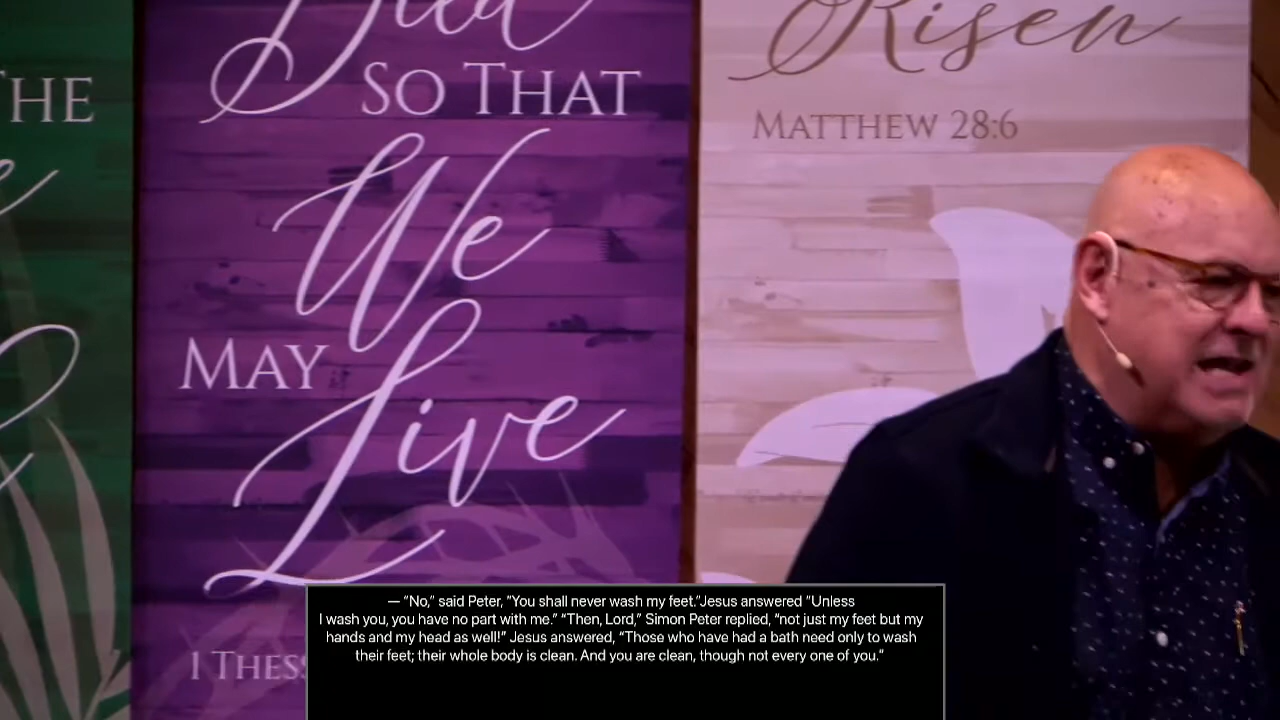 THE
Died
SO THAT
We
MAY
Live
I THESS
Risen
MATTHEW 28:6
— “No,” said Peter, “You shall never wash my feet.”Jesus answered “Unless
I wash you, you have no part with me.” “Then, Lord,” Simon Peter replied, “not just my feet but my
hands and my head as well!” Jesus answered, “Those who have had a bath need only to wash
their feet; their whole body is clean. And you are clean, though not every one of you.”